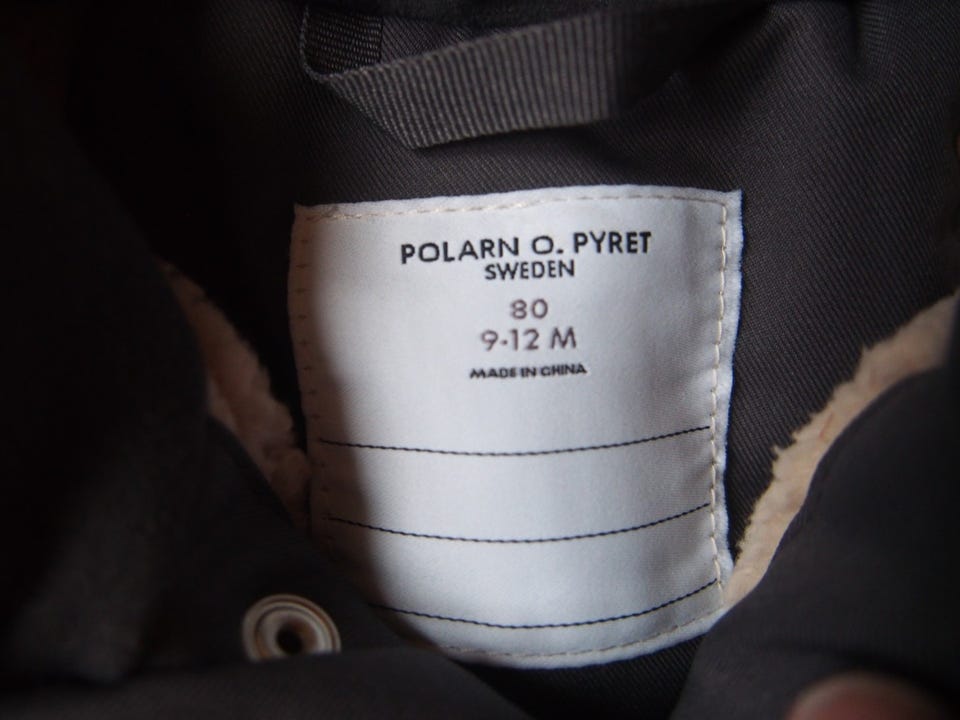 POLARN O. PYRET
SWEDEN
80
9-12 M
MADE IN CHINA